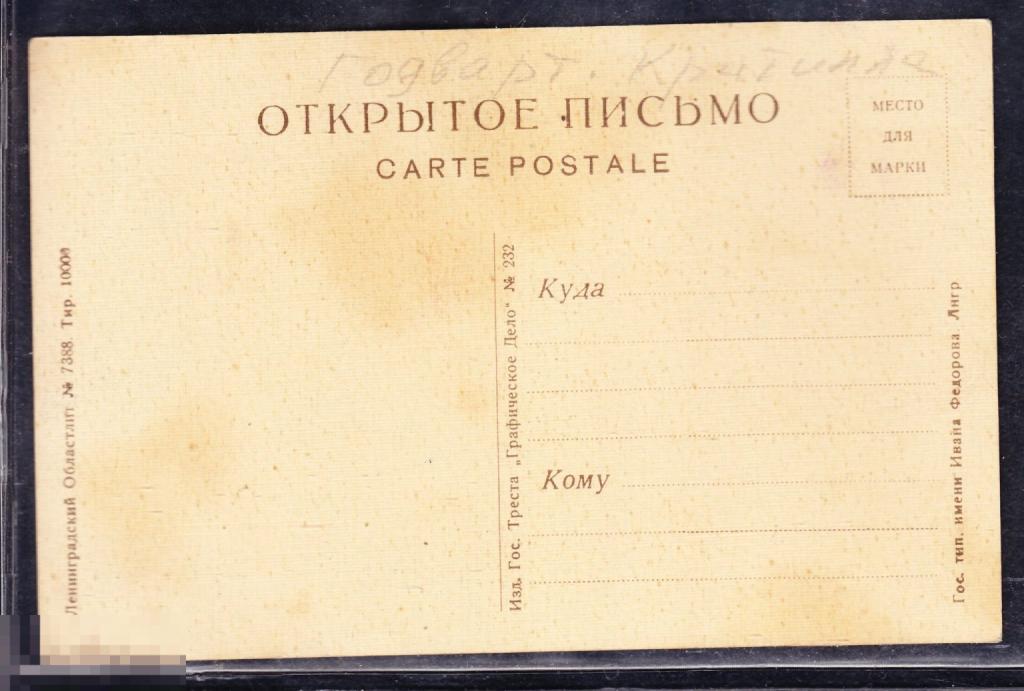 Годварт. Кратинна
ОТКРЫТОЕ ПИСЬМО
CARTE POSTALE
МЕСТО
ДЛЯ
МАРКИ
Ленинградский Областлит № 7388. Тир. 10000
Изд. Гос. Треста „Графическое Дело“ № 232
Куда
Кому
Гос. тип. имени Ивана Федорова Лнгр